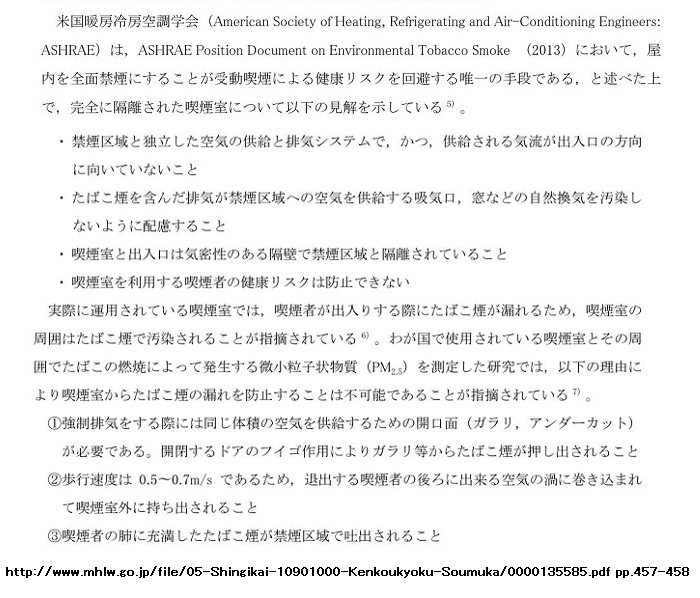 米国暖房冷房空調学会（American Society of Heating, Refrigerating and Air-Conditioning Engineers:
ASHRAE）は，ASHRAE Position Document on Environmental Tobacco Smoke （2013）において，屋
内を全面禁煙にすることが受動喫煙による健康リスクを回避する唯一の手段である，と述べた上
で，完全に隔離された喫煙室について以下の見解を示している 5）。
・禁煙区域と独立した空気の供給と排気システムで，かつ，供給される気流が出入口の方向
に向いていないこと
・たばこ煙を含んだ排気が禁煙区域への空気を供給する吸気口，窓などの自然換気を汚染し
ないように配慮すること
・喫煙室と出入口は気密性のある隔壁で禁煙区域と隔離されていること
・喫煙室を利用する喫煙者の健康リスクは防止できない
実際に運用されている喫煙室では，喫煙者が出入りする際にたばこ煙が漏れるため，喫煙室の
周囲はたばこ煙で汚染されることが指摘されている 6）。わが国で使用されている喫煙室とその周
囲でたばこの燃焼によって発生する微小粒子状物質（PM2.5）を測定した研究では，以下の理由に
より喫煙室からたばこ煙の漏れを防止することは不可能であることが指摘されている 7）。
①強制排気をする際には同じ体積の空気を供給するための開口面（ガラリ，アンダーカット）
が必要である。開閉するドアのフイゴ作用によりガラリ等からたばこ煙が押し出されること
②歩行速度は 0.5～0.7m/s であるため，退出する喫煙者の後ろに出来る空気の渦に巻き込まれ
て喫煙室外に持ち出されること
③喫煙者の肺に充満したたばこ煙が禁煙区域で吐出されること
http://www.mhlw.go.jp/file/05-Shingikai-10901000-Kenkoukyoku-Soumuka/0000135585.pdf pp.457-458